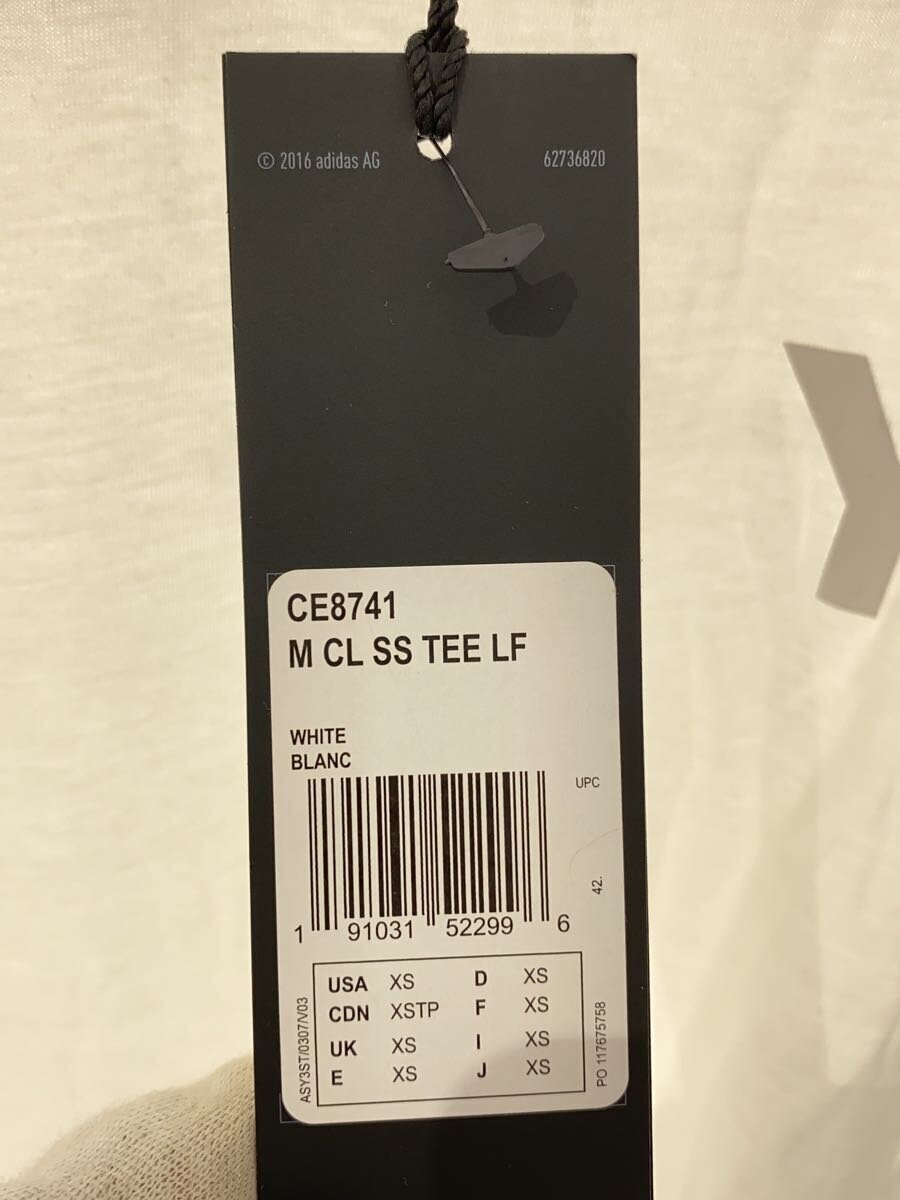 © 2016 adidas AG
62736820
CE8741
M CL SS TEE LF
WHITE
BLANC
UPC
42.
1 91031 52299 6
USA XS D XS
CDN XSTP F XS
UK XS I XS
E XS J XS
ASY3ST/0307/V03
PO 117675758